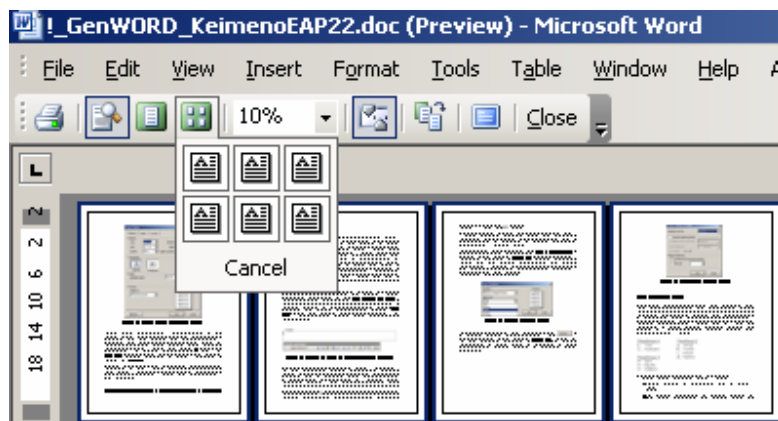 !_GenWORD_KeimenoEAP22.doc (Preview) - Microsoft Wor
File Edit View Insert Format Tools Table Window Help
10% Close
L
Cancel
2
2
6
10
14
18